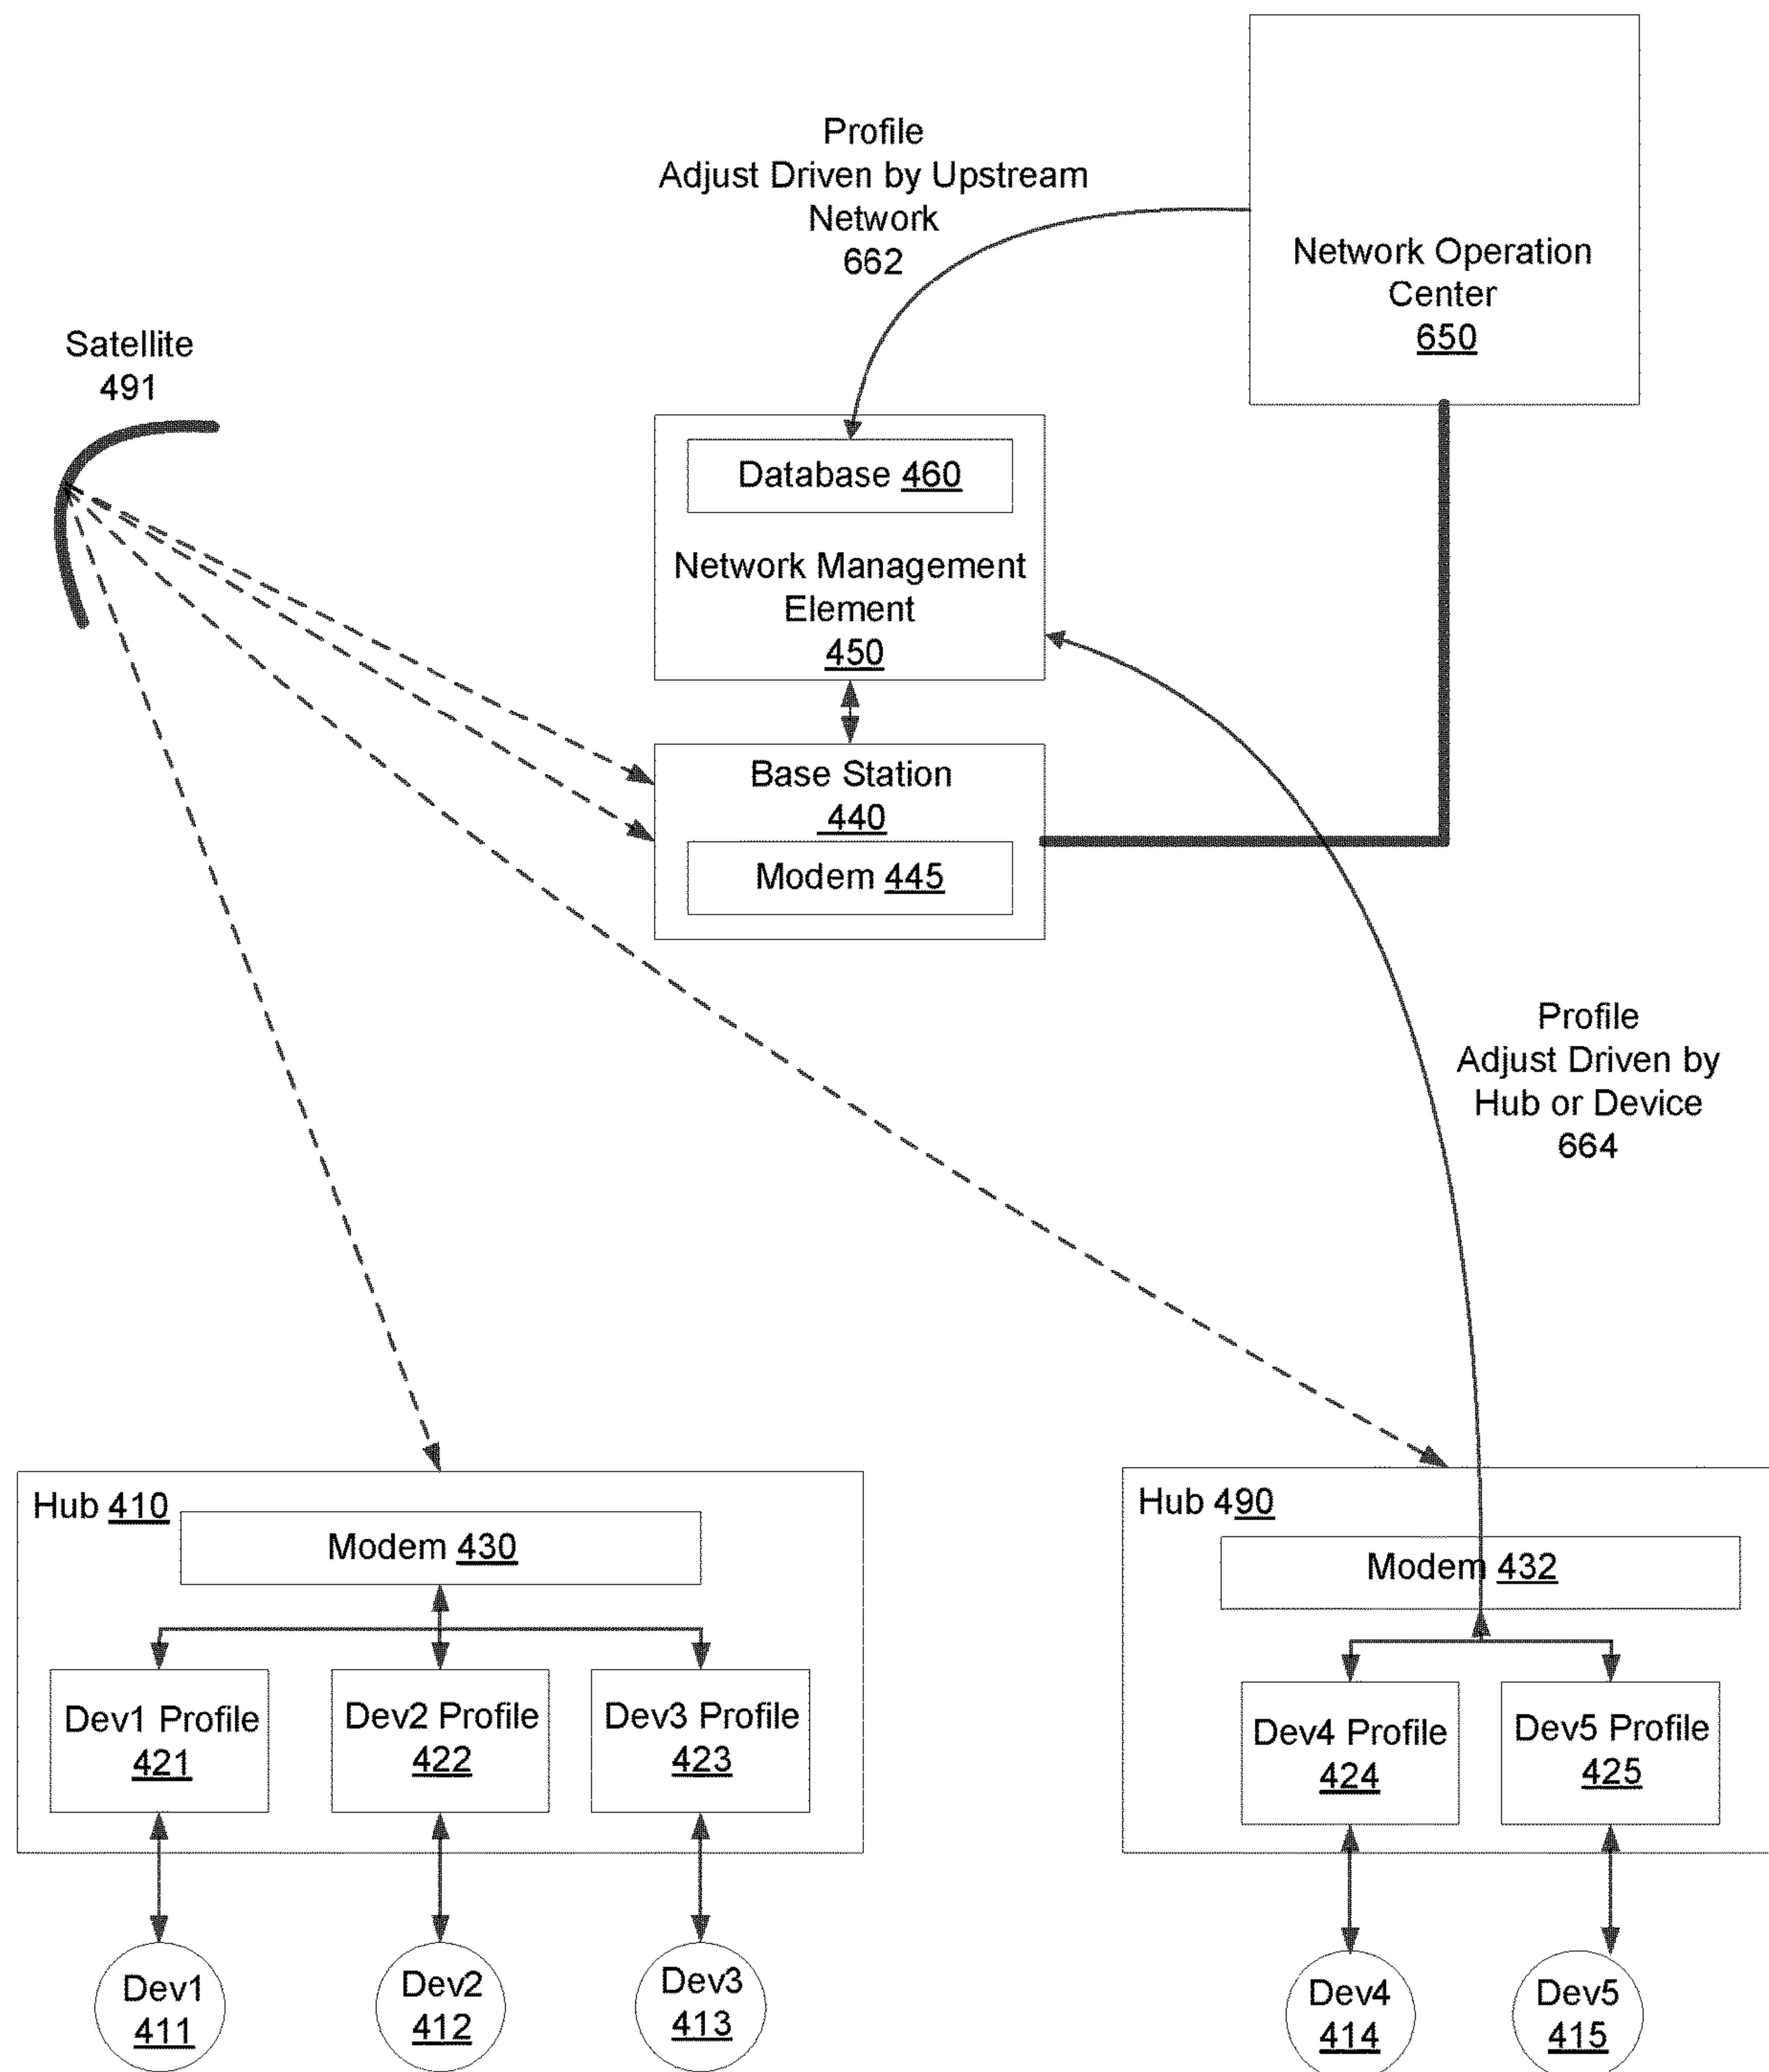 Profile
Adjust Driven by Upstream
Network
662
Network Operation
Center
650
Satellite
491
Database 460
Network Management
Element
450
Base Station
440
Modem 445
Profile
Adjust Driven by
Hub or Device
664
Hub 410
Modem 430
Dev1 Profile
421
Dev2 Profile
422
Dev3 Profile
423
Hub 490
Modem 432
Dev4 Profile
424
Dev5 Profile
425
Dev1
411
Dev2
412
Dev3
413
Dev4
414
Dev5
415